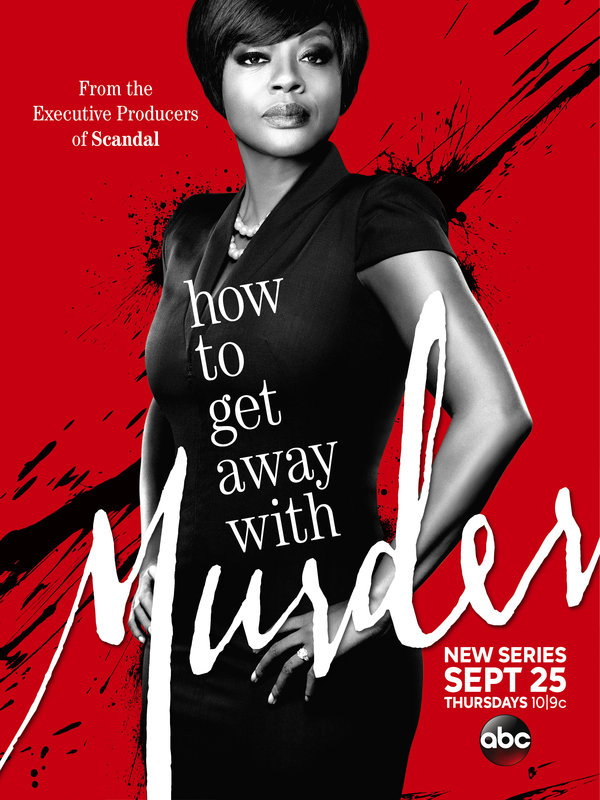 From the
Executive Producers
of Scandal
how
to
get
away
with
Murder
NEW SERIES
SEPT 25
THURSDAYS 10|9c
abc